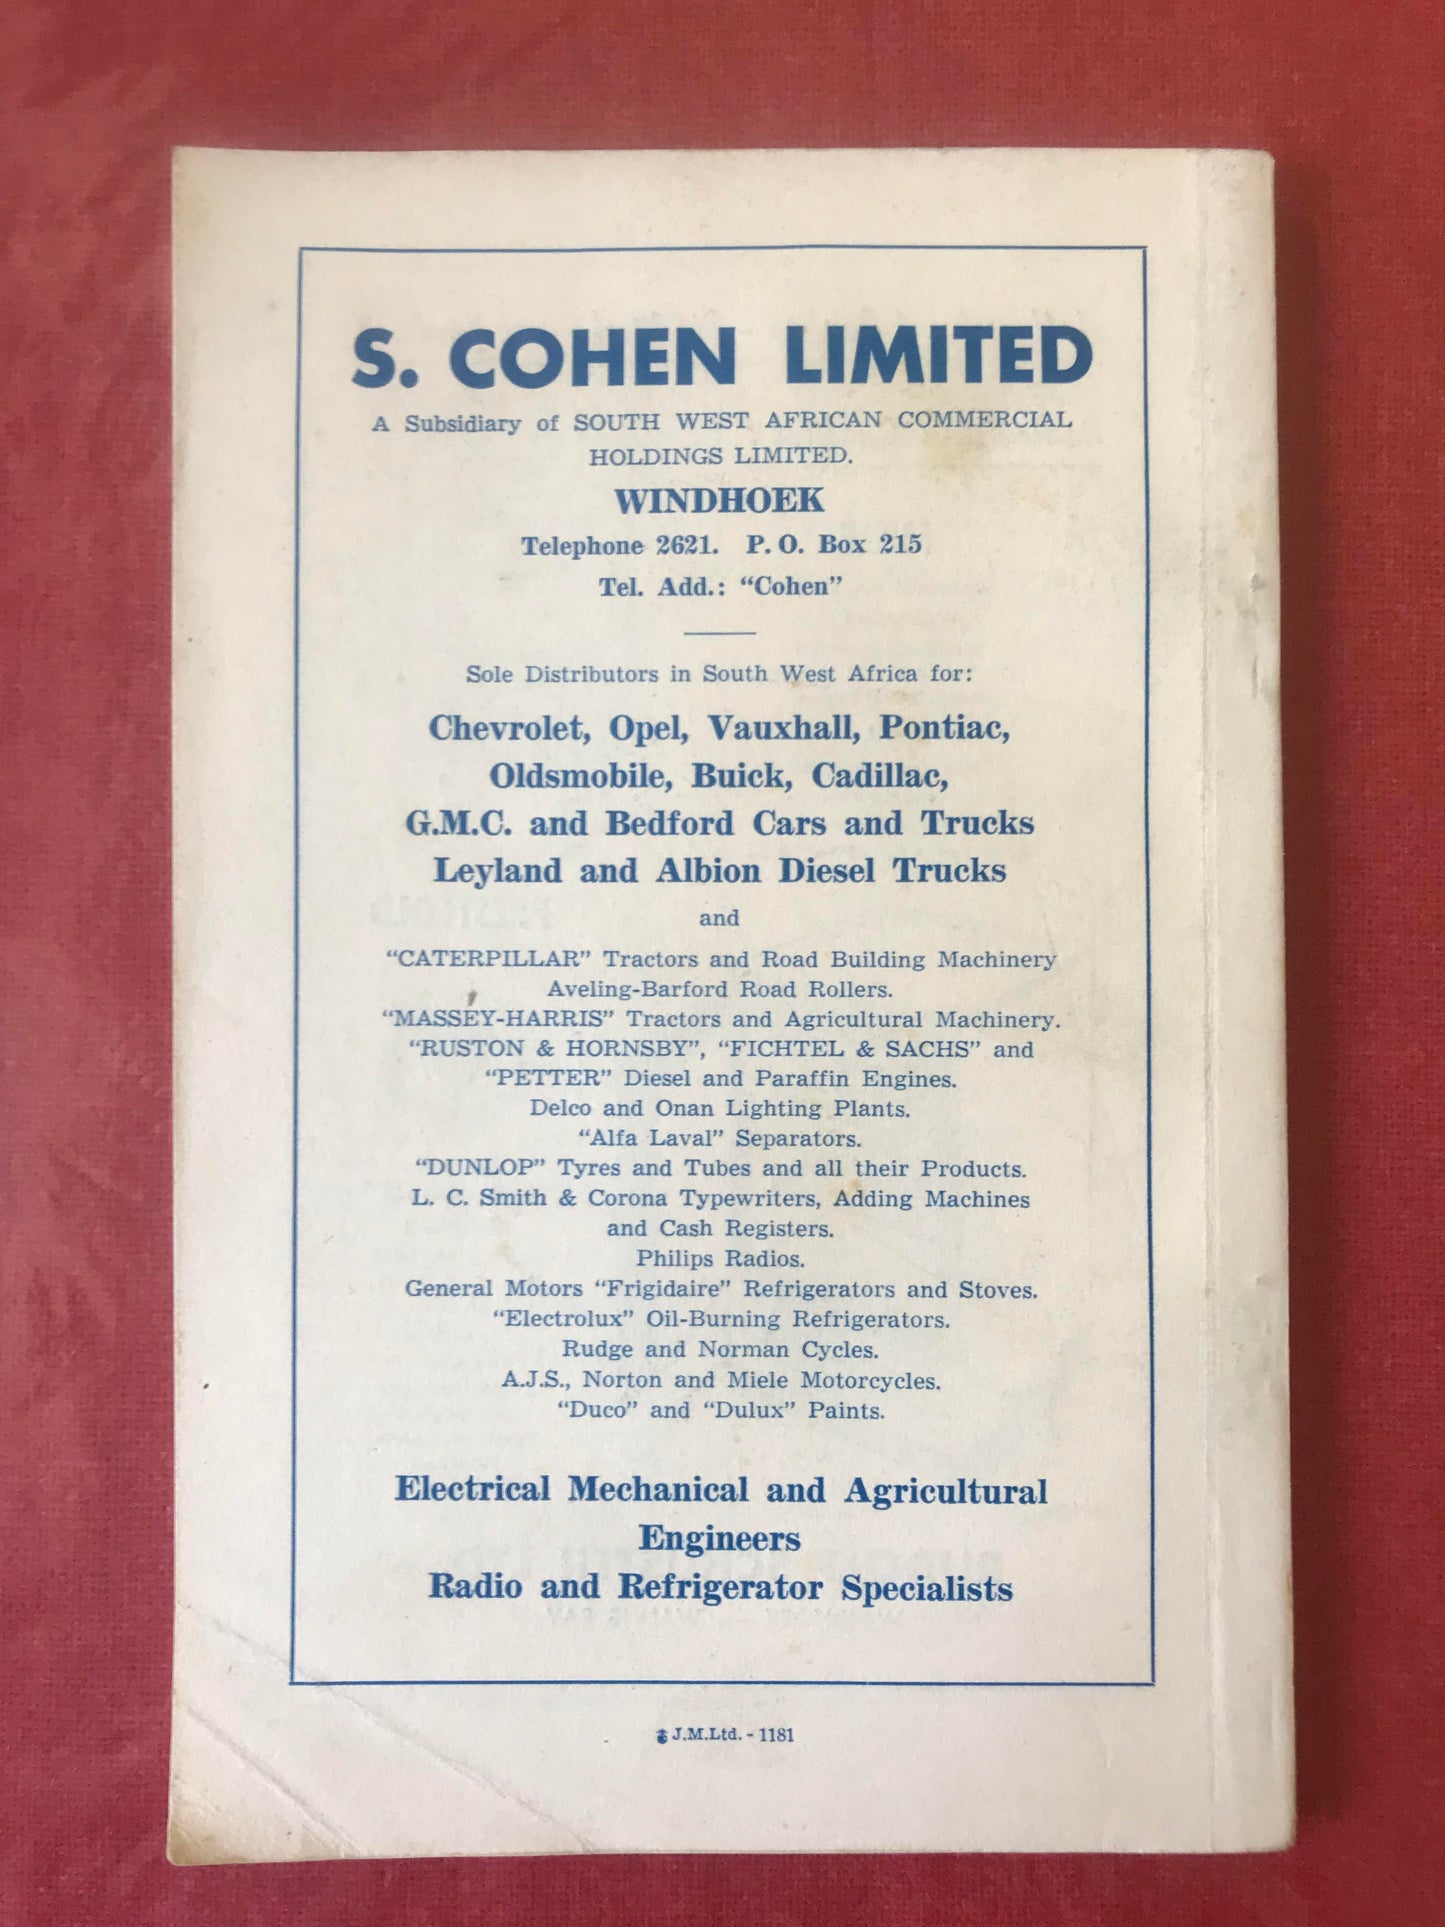 S. COHEN LIMITED
A Subsidiary of SOUTH WEST AFRICAN COMMERCIAL
HOLDINGS LIMITED.
WINDHOEK
Telephone 2621. P. O. Box 215
Tel. Add.: “Cohen”
Sole Distributors in South West Africa for:
Chevrolet, Opel, Vauxhall, Pontiac,
Oldsmobile, Buick, Cadillac,
G.M.C. and Bedford Cars and Trucks
Leyland and Albion Diesel Trucks
and
“CATERPILLAR” Tractors and Road Building Machinery
Aveling-Barford Road Rollers.
“MASSEY-HARRIS” Tractors and Agricultural Machinery.
“RUSTON & HORNSBY”, “FICHTEL & SACHS” and
“PETTER” Diesel and Paraffin Engines.
Delco and Onan Lighting Plants.
“Alfa Laval” Separators.
“DUNLOP” Tyres and Tubes and all their Products.
L. C. Smith & Corona Typewriters, Adding Machines
and Cash Registers.
Philips Radios.
General Motors “Frigidaire” Refrigerators and Stoves.
“Electrolux” Oil-Burning Refrigerators.
Rudge and Norman Cycles.
A.J.S., Norton and Miele Motorcycles.
“Duco” and “Dulux” Paints.
Electrical Mechanical and Agricultural
Engineers
Radio and Refrigerator Specialists
J.M.Ltd. - 1181